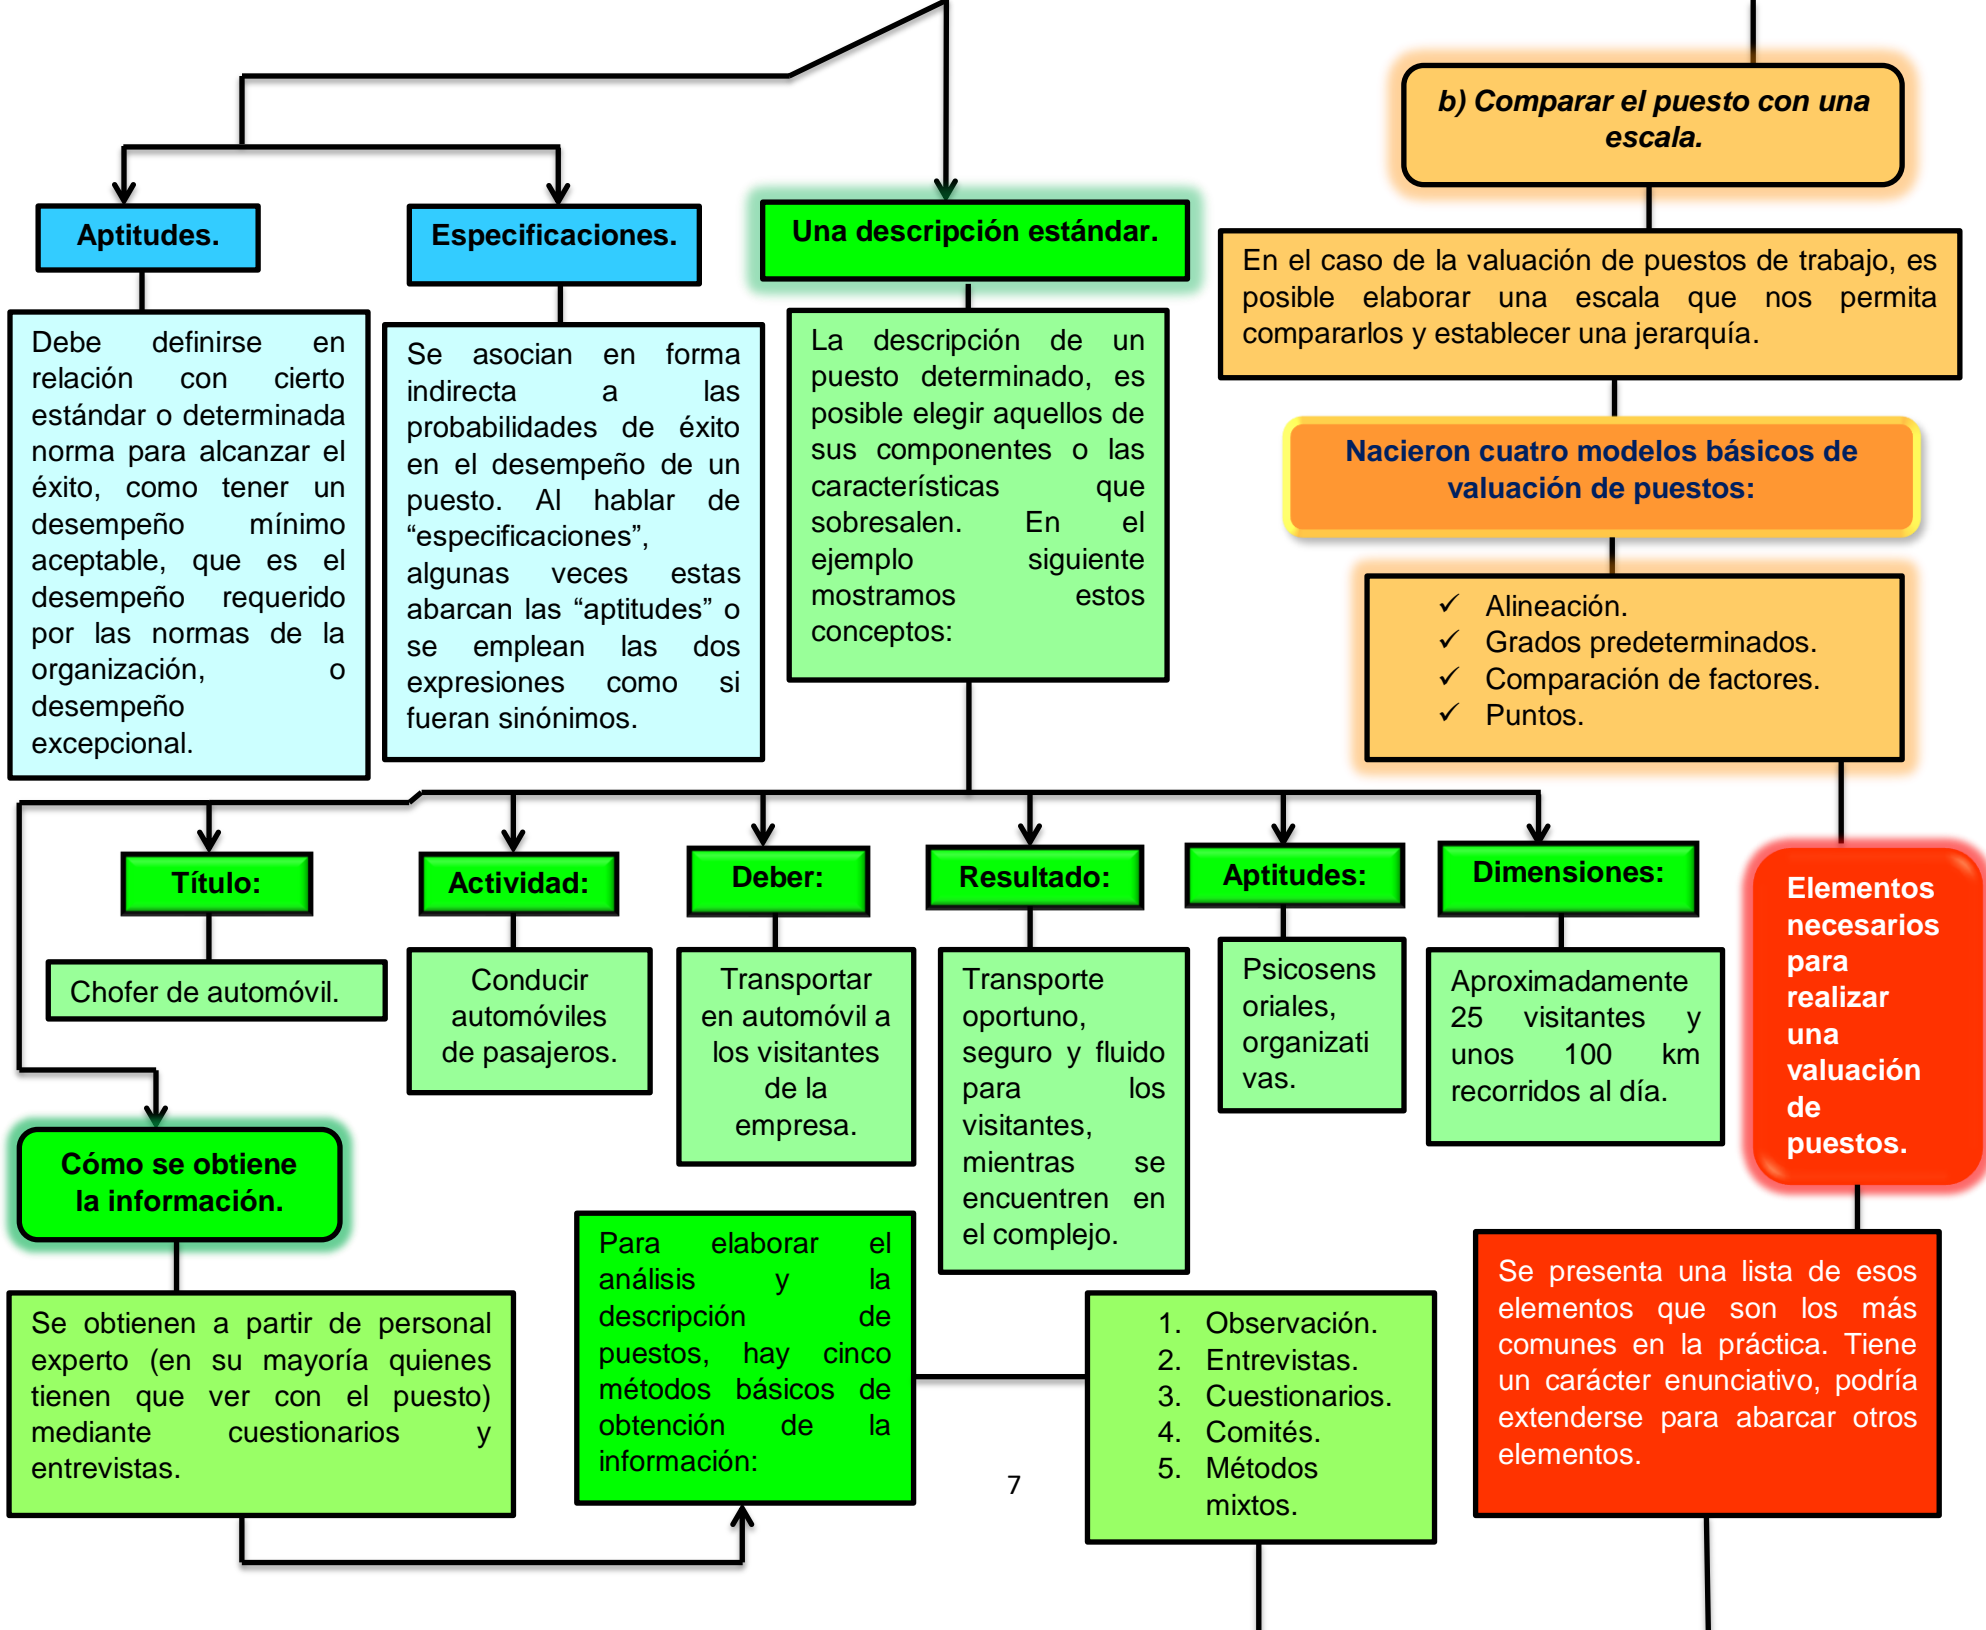 b) Comparar el puesto con una
escala.
Aptitudes.
Especificaciones.
Una descripción estándar.
En el caso de la valuación de puestos de trabajo, es
posible elaborar una escala que nos permita
compararlos y establecer una jerarquía.
Debe definirse en
relación con cierto
estándar o determinada
norma para alcanzar el
éxito, como tener un
desempeño mínimo
aceptable, que es el
desempeño requerido
por las normas de la
organización, o
desempeño
excepcional.
Se asocian en forma
indirecta a las
probabilidades de éxito
en el desempeño de un
puesto. Al hablar de
“especificaciones”,
algunas veces estas
abarcan las “aptitudes” o
se emplean las dos
expresiones como si
fueran sinónimos.
La descripción de un
puesto determinado, es
posible elegir aquellos de
sus componentes o las
características que
sobresalen. En el
ejemplo siguiente
mostramos estos
conceptos:
Nacieron cuatro modelos básicos de
valuación de puestos:
✓ Alineación.
✓ Grados predeterminados.
✓ Comparación de factores.
✓ Puntos.
Título:
Actividad:
Deber:
Resultado:
Aptitudes:
Dimensiones:
Elementos
necesarios
para
realizar
una
valuación
de
puestos.
Chofer de automóvil.
Conducir
automóviles
de pasajeros.
Transportar
en automóvil a
los visitantes
de la
empresa.
Transporte
oportuno,
seguro y fluido
para los
visitantes,
mientras se
encuentren en
el complejo.
Psicosens
oriales,
organizati
vas.
Aproximadamente
25 visitantes y
unos 100 km
recorridos al día.
Cómo se obtiene
la información.
Se obtienen a partir de personal
experto (en su mayoría quienes
tienen que ver con el puesto)
mediante cuestionarios y
entrevistas.
Para elaborar el
análisis y la
descripción de
puestos, hay cinco
métodos básicos de
obtención de la
información:
1. Observación.
2. Entrevistas.
3. Cuestionarios.
4. Comités.
5. Métodos
mixtos.
Se presenta una lista de esos
elementos que son los más
comunes en la práctica. Tiene
un carácter enunciativo, podría
extenderse para abarcar otros
elementos.
7